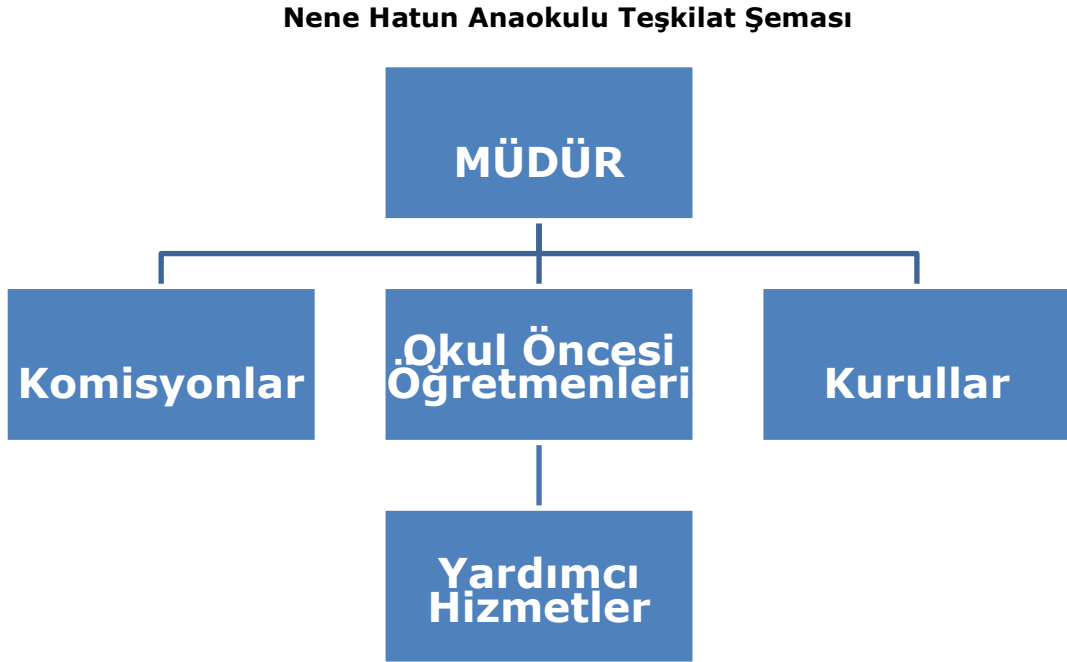 Nene Hatun Anaokulu Teşkilat Şeması
MÜDÜR
Komisyonlar
Okul Öncesi
Öğretmenleri
Kurullar
Yardımcı
Hizmetler